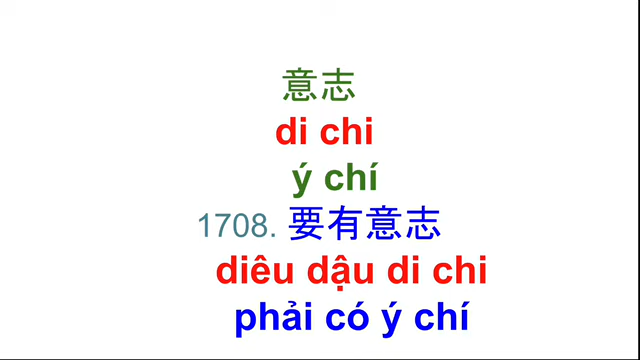 意志
di chi
ý chí
1708. 要有意志
diêu dậu di chi
phải có ý chí